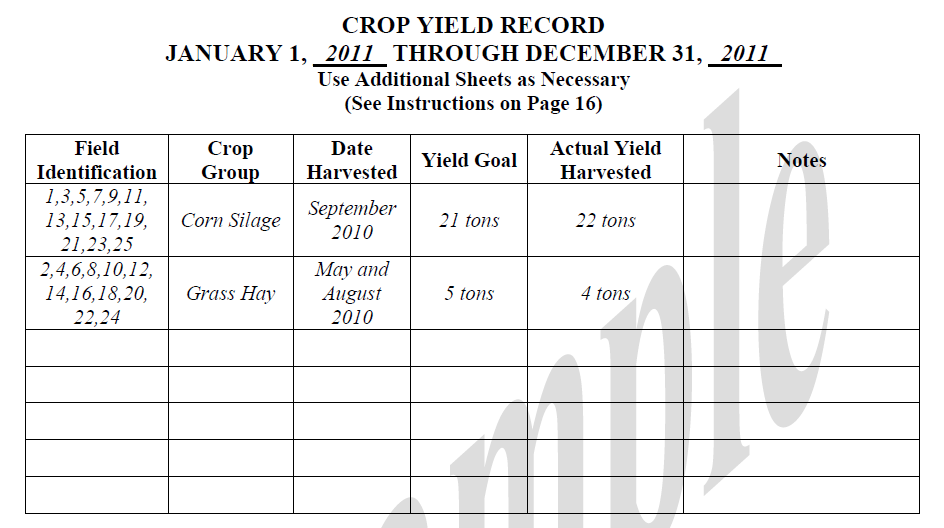 CROP YIELD RECORD
JANUARY 1, 2011 THROUGH DECEMBER 31, 2011
Use Additional Sheets as Necessary
(See Instructions on Page 16)
Field Identification Crop Group Date Harvested Yield Goal Actual Yield Harvested Notes
1,3,5,7,9,11,
13,15,17,19,
21,23,25
Corn Silage
September
2010
21 tons
22 tons
2,4,6,8,10,12,
14,16,18,20,
22,24
Grass Hay
May and
August
2010
5 tons
4 tons
mple